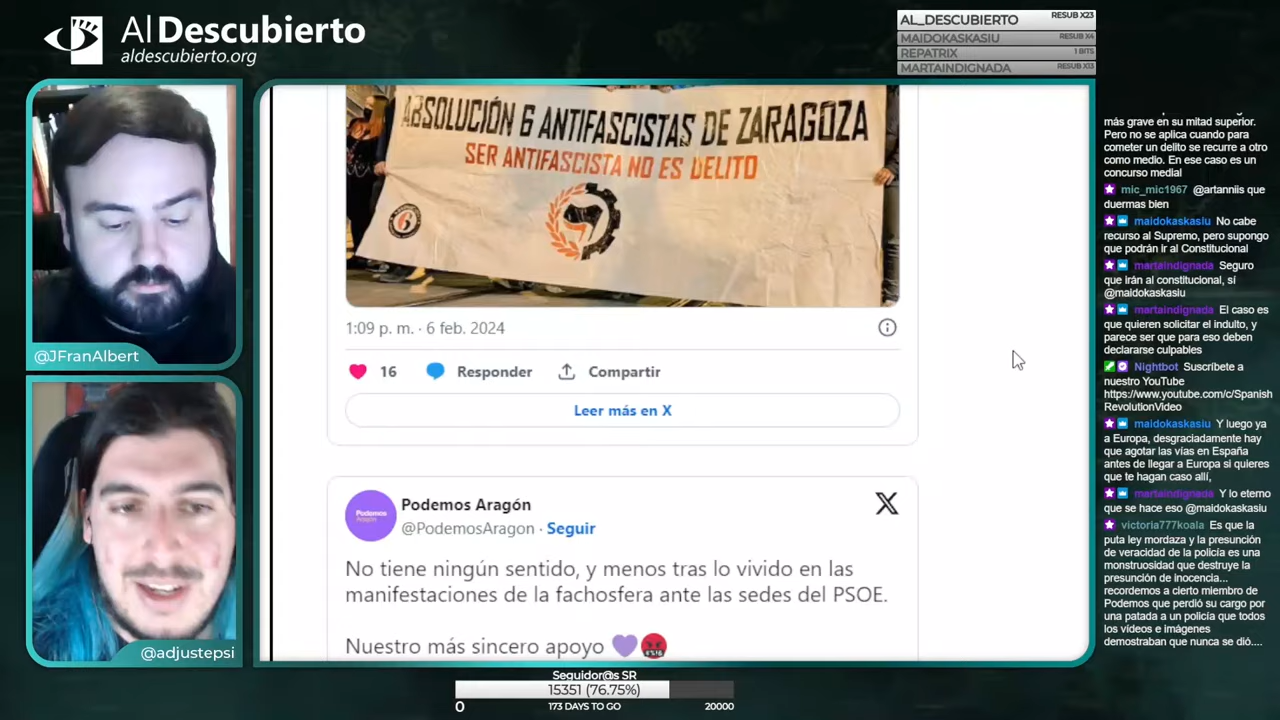 Al Descubierto
aldescubierto.org
AL_DESCUBIERTO RESUB X23
MAIDOKASKASIU RESUB X4
REPATRIX 1 BITS
MARTAINDIGNADA RESUB X13
@JFranAlbert
@adjustepsi
ABSOLUCIÓN 6 ANTIFASCISTAS DE ZARAGOZA
SER ANTIFASCISTA NO ES DELITO
6
1:09 p. m. · 6 feb. 2024
16 Responder Compartir
Leer más en X
Podemos Aragón
@PodemosAragon · Seguir
No tiene ningún sentido, y menos tras lo vivido en las
manifestaciones de la fachosfera ante las sedes del PSOE.
Nuestro más sincero apoyo 💜🤬
más grave en su mitad superior.
Pero no se aplica cuando para
cometer un delito se recurre a otro
como medio. En ese caso es un
concurso medial
mic_mic1967 @artanniis que
duermas bien
maidokaskasiu No cabe
recurso al Supremo, pero supongo
que podrán ir al Constitucional
martaindignada Seguro
que irán al constitucional, sí
@maidokaskasiu
martaindignada El caso es
que quieren solicitar el indulto, y
parece ser que para eso deben
declararse culpables
Nightbot Suscríbete a
nuestro YouTube
https://www.youtube.com/c/Spanish
RevolutionVideo
maidokaskasiu Y luego ya
a Europa, desgraciadamente hay
que agotar las vías en España
antes de llegar a Europa si quieres
que te hagan caso allí,
martaindignada Y lo eterno
que se hace eso @maidokaskasiu
victoria777koala Es que la
puta ley mordaza y la presunción
de veracidad de la policía es una
monstruosidad que destruye la
presunción de inocencia...
recordemos a cierto miembro de
Podemos que perdió su cargo por
una patada a un policía que todos
los vídeos e imágenes
demostraban que nunca se dió....
Seguidor@s SR
15351 (76.75%)
0 173 DAYS TO GO 20000